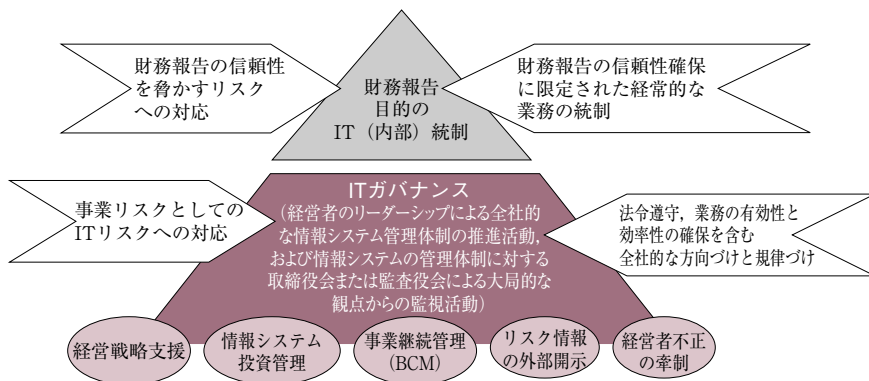 財務報告の信頼性
を脅かすリスク
への対応
財務報告
目的の
IT（内部）統制
財務報告の信頼性確保
に限定された経常的な
業務の統制
事業リスクとしての
ITリスクへの対応
ITガバナンス
(経営者のリーダーシップによる全社的
な情報システム管理体制の推進活動,
および情報システムの管理体制に対する
取締役会または監査役会による大局的な
観点からの監視活動)
法令遵守，業務の有効性と
効率性の確保を含む
全社的な方向づけと規律づけ
経営戦略支援
情報システム
投資管理
事業継続管理
(BCM)
リスク情報
の外部開示
経営者不正
の牽制